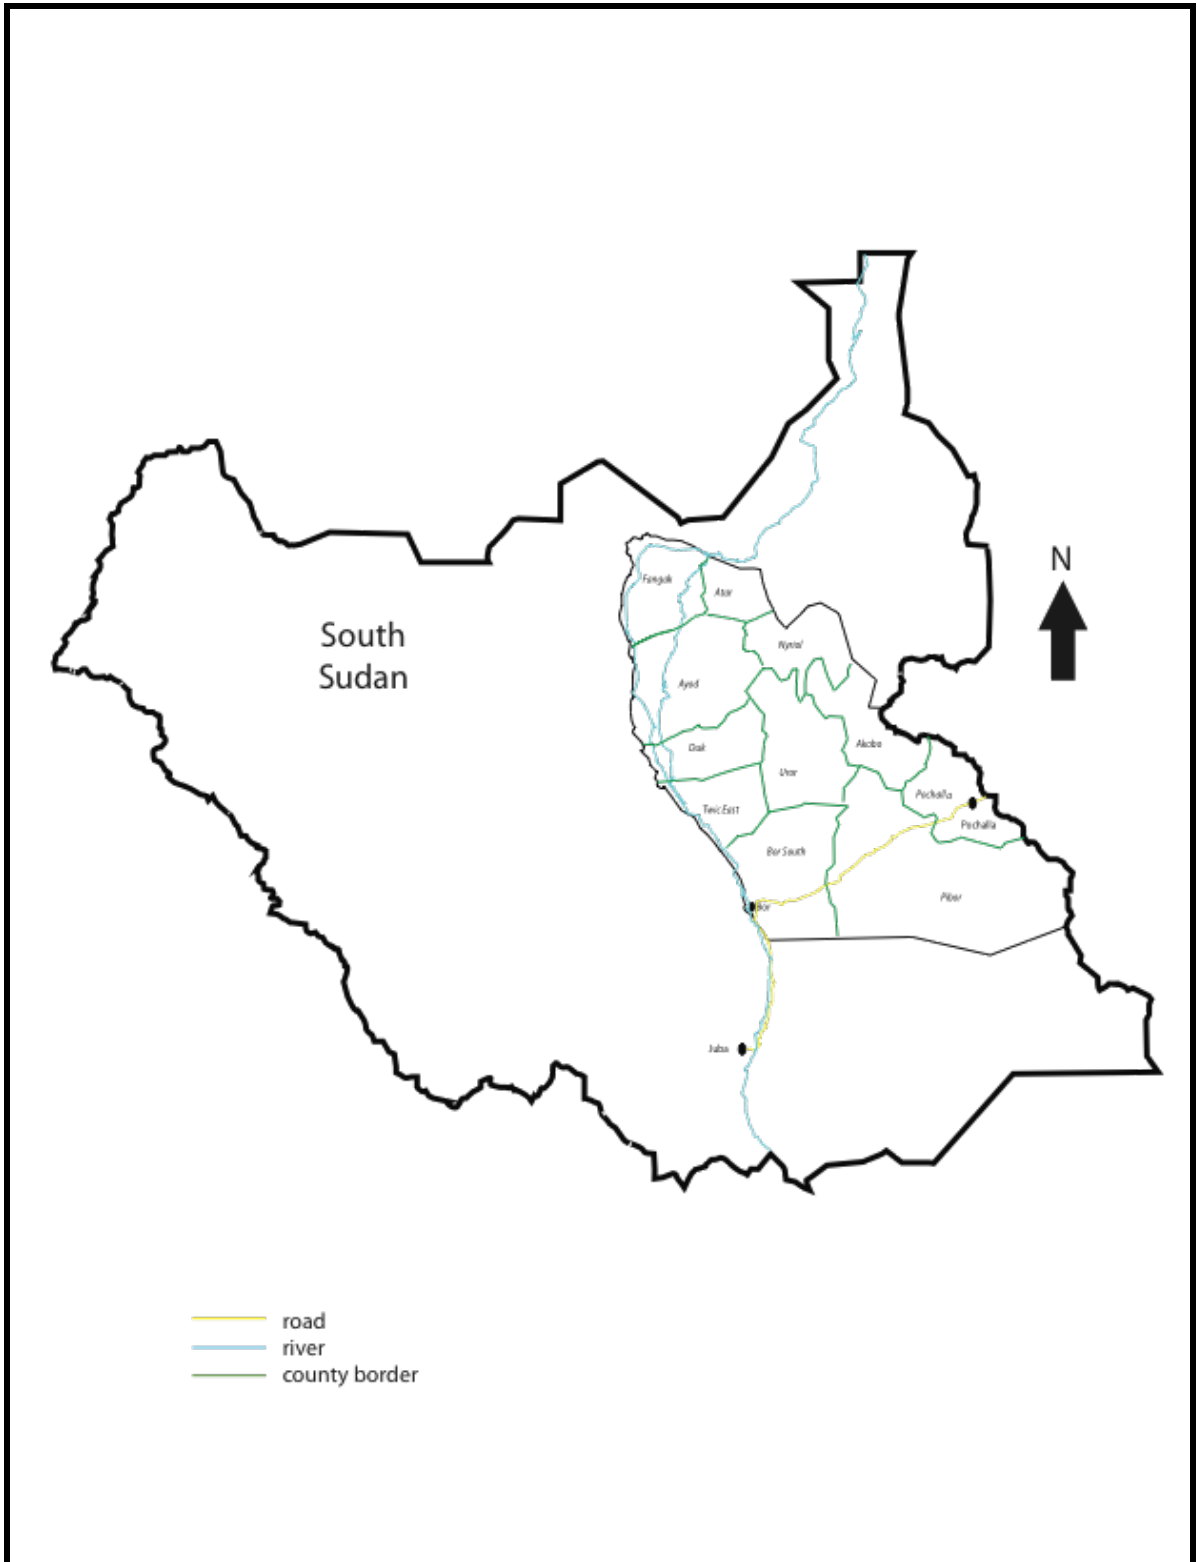 South
Sudan
N
Fangak
Atar
Nyriol
Ayod
Duk
Akobo
Uror
Pochalla
Twic East
Pochalla
Bor South
Pibor
Bor
Juba
road
river
county border